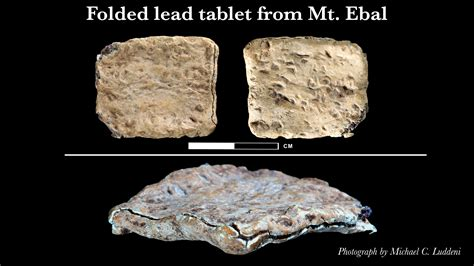 Folded lead tablet from Mt. Ebal
CM
Photograph by Michael C. Luddeni